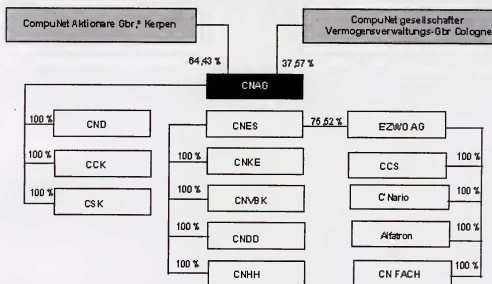 CompuNet Aktionare Gbr,* Kerpen
CompuNet gesellschafter
Vermogensverwaltungs-Gbr Cologne
64,43 %
37,57 %
CNAG
100 %
CND
CNES
75,52 %
EZWO AG
100 %
CCK
100 %
CNKE
CCS
100 %
100 %
CSK
100 %
CNVBK
C'Nario
100 %
100 %
CNDD
Alfatron
100 %
100 %
CNHH
CN FACH
100 %